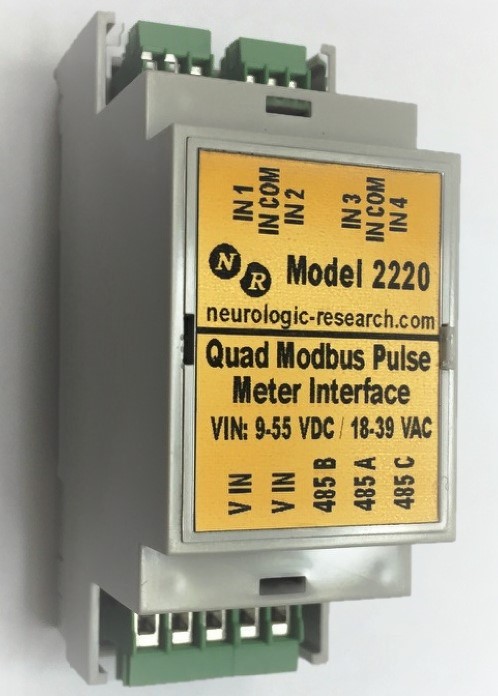 IN 1
IN COM
IN 2
IN 3
IN COM
IN 4
N R Model 2220
neurologic-research.com
Quad Modbus Pulse
Meter Interface
VIN: 9-55 VDC / 18-39 VAC
V IN
V IN
485 B
485 A
485 C